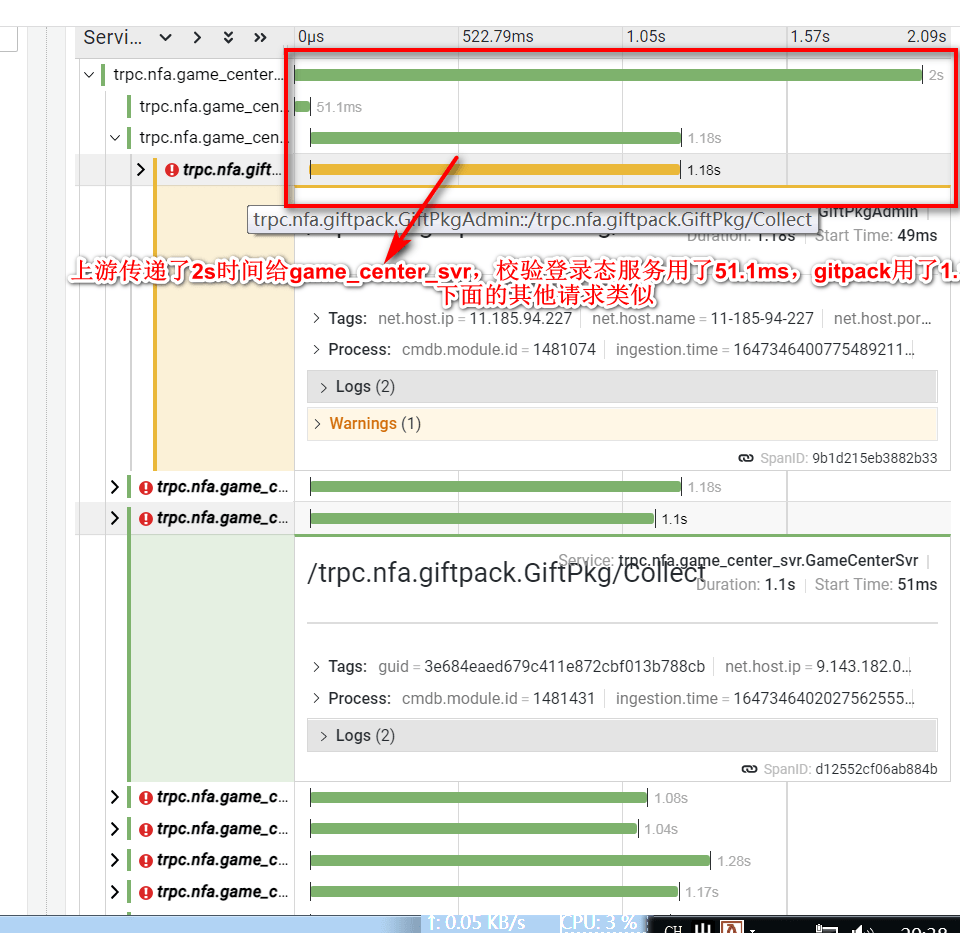 Servi...
0μs 522.79ms 1.05s 1.57s 2.09s
trpc.nfa.game_center... 2s
trpc.nfa.game_cen... 51.1ms
trpc.nfa.game_cen... 1.18s
trpc.nfa.gift... 1.18s
trpc.nfa.giftpack.GiftPkgAdmin::/trpc.nfa.giftpack.GiftPkg/Collect
GiftPkgAdmin
Duration: 1.18s Start Time: 49ms
上游传递了2s时间给game_center_svr，校验登录态服务用了51.1ms，gitpack用了1.
下面的其他请求类似
Tags: net.host.ip = 11.185.94.227 net.host.name = 11-185-94-227 net.host.por...
Process: cmdb.module.id = 1481074 ingestion.time = 1647346400775489211...
Logs (2)
Warnings (1)
SpanID: 9b1d215eb3882b33
trpc.nfa.game_c... 1.18s
trpc.nfa.game_c... 1.1s
Service: trpc.nfa.game_center_svr.GameCenterSvr
/trpc.nfa.giftpack.GiftPkg/Collect
Duration: 1.1s Start Time: 51ms
Tags: guid = 3e684eaed679c411e872cbf013b788cb net.host.ip = 9.143.182.0...
Process: cmdb.module.id = 1481431 ingestion.time = 1647346402027562555...
Logs (2)
SpanID: d12552cf06ab884b
trpc.nfa.game_c... 1.08s
trpc.nfa.game_c... 1.04s
trpc.nfa.game_c... 1.28s
trpc.nfa.game_c... 1.17s
↑: 0.05 KB/s CPU: 3 % CH